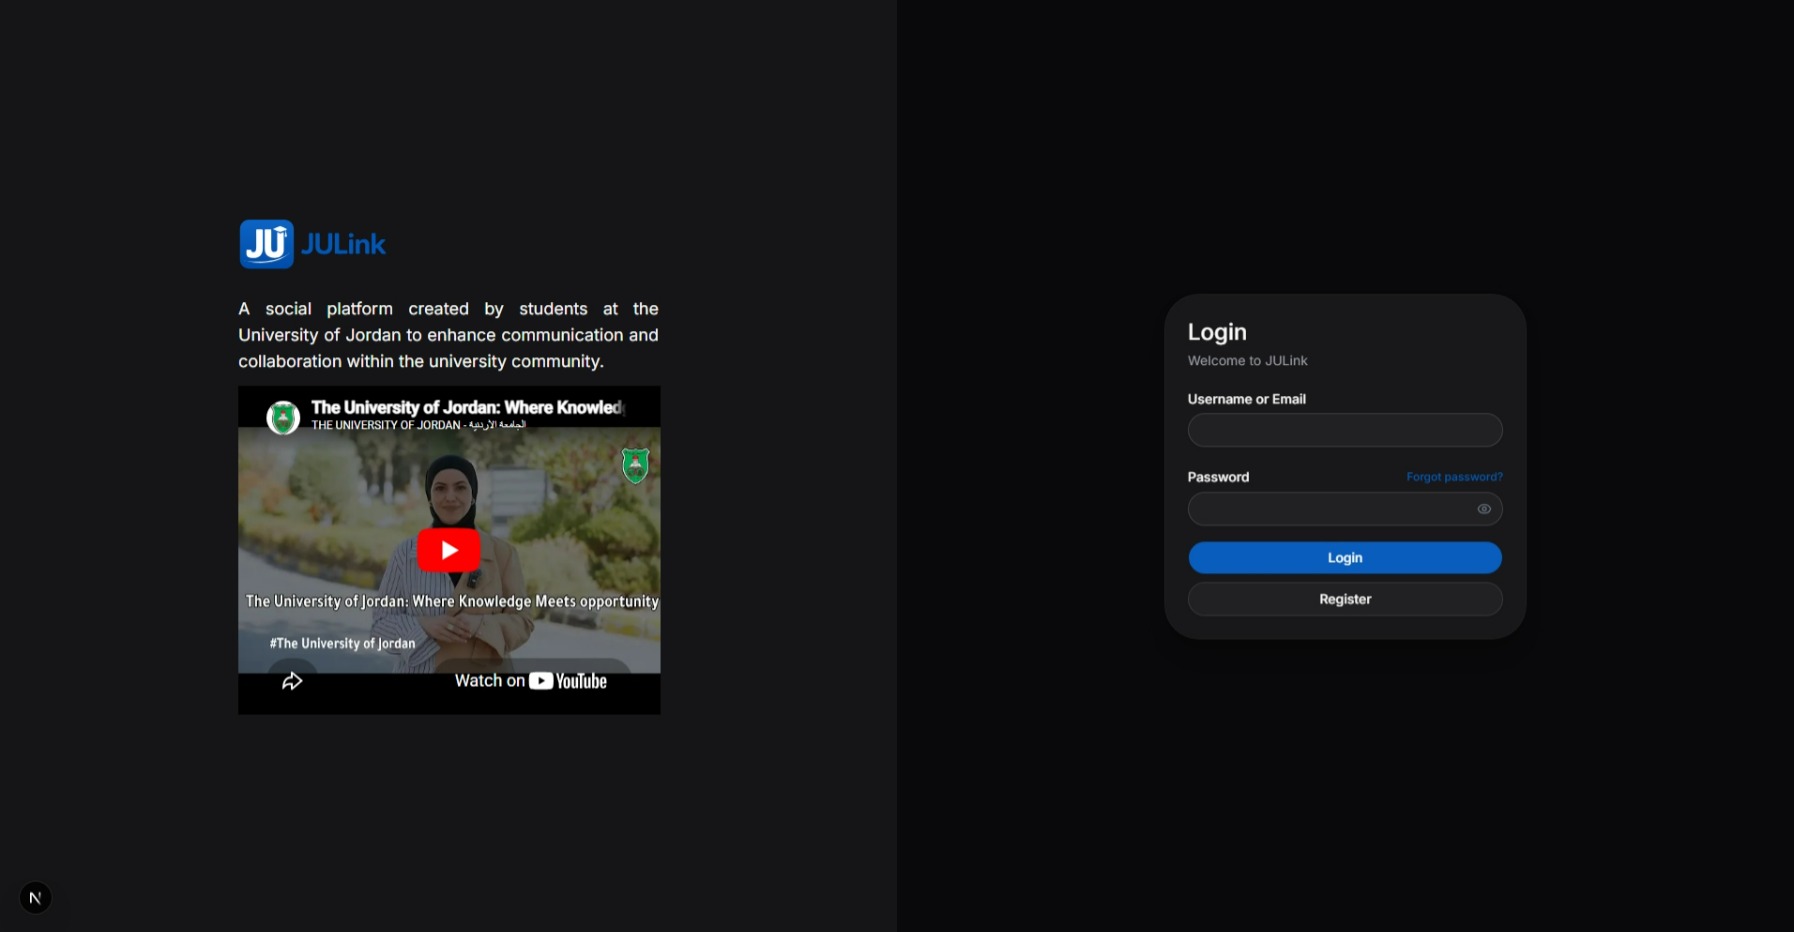 JU JULink
A social platform created by students at the
University of Jordan to enhance communication and
collaboration within the university community.
The University of Jordan: Where Knowled
THE UNIVERSITY OF JORDAN - الجامعة الأردنية
The University of Jordan: Where Knowledge Meets opportunity
#The University of Jordan
Watch on YouTube
N
Login
Welcome to JULink
Username or Email
Password
Forgot password?
Login
Register